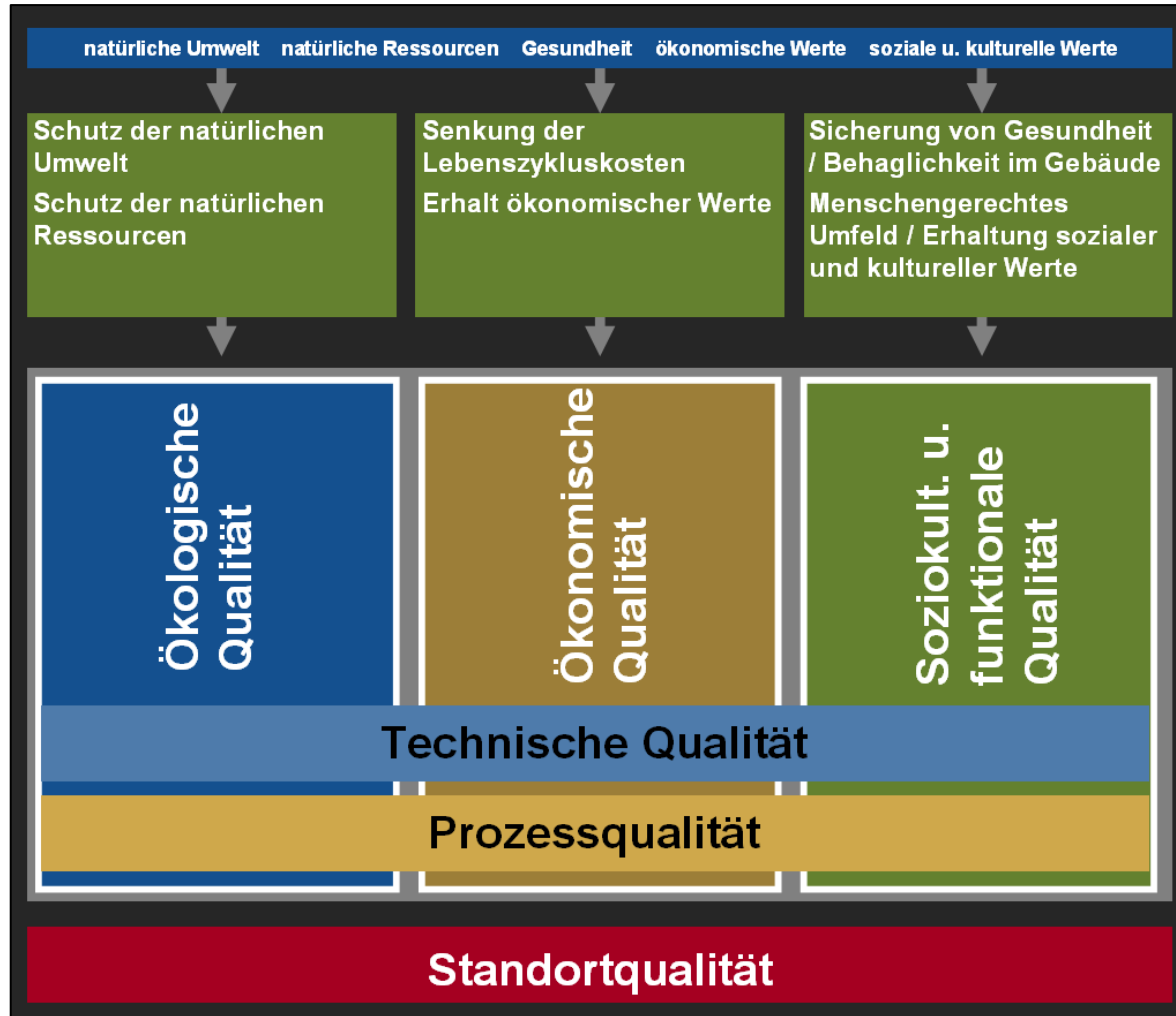 natürliche Umwelt natürliche Ressourcen Gesundheit ökonomische Werte soziale u. kulturelle Werte
Schutz der natürlichen
Umwelt
Schutz der natürlichen
Ressourcen
Senkung der
Lebenszykluskosten
Erhalt ökonomischer Werte
Sicherung von Gesundheit
/ Behaglichkeit im Gebäude
Menschengerechtes
Umfeld / Erhaltung sozialer
und kultureller Werte
Ökologische
Qualität
Ökonomische
Qualität
Soziokult. u.
funktionale
Qualität
Technische Qualität
Prozessqualität
Standortqualität